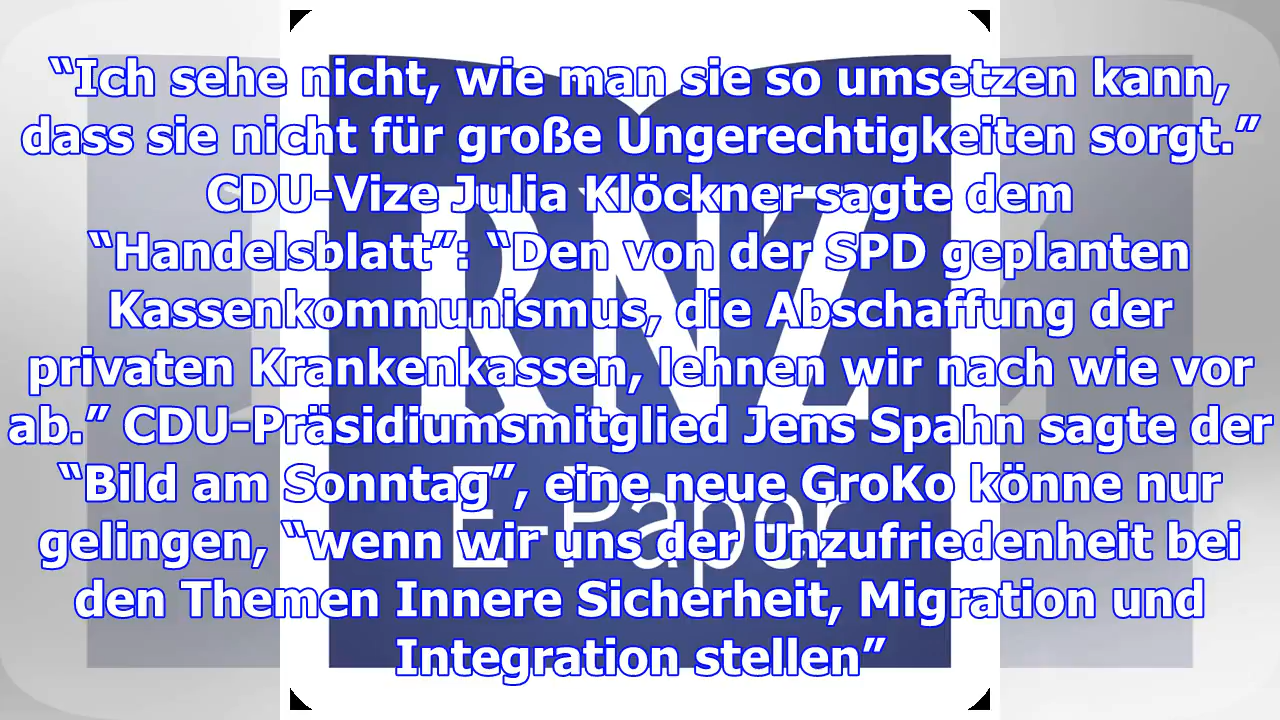 “Ich sehe nicht, wie man sie so umsetzen kann,
dass sie nicht für große Ungerechtigkeiten sorgt.”
CDU-Vize Julia Klöckner sagte dem
“Handelsblatt”: “Den von der SPD geplanten
Kassenkommunismus, die Abschaffung der
privaten Krankenkassen, lehnen wir nach wie vor
ab.” CDU-Präsidiumsmitglied Jens Spahn sagte der
“Bild am Sonntag”, eine neue GroKo könne nur
gelingen, “wenn wir uns der Unzufriedenheit bei
den Themen Innere Sicherheit, Migration und
Integration stellen”
RNZ
E-Paper